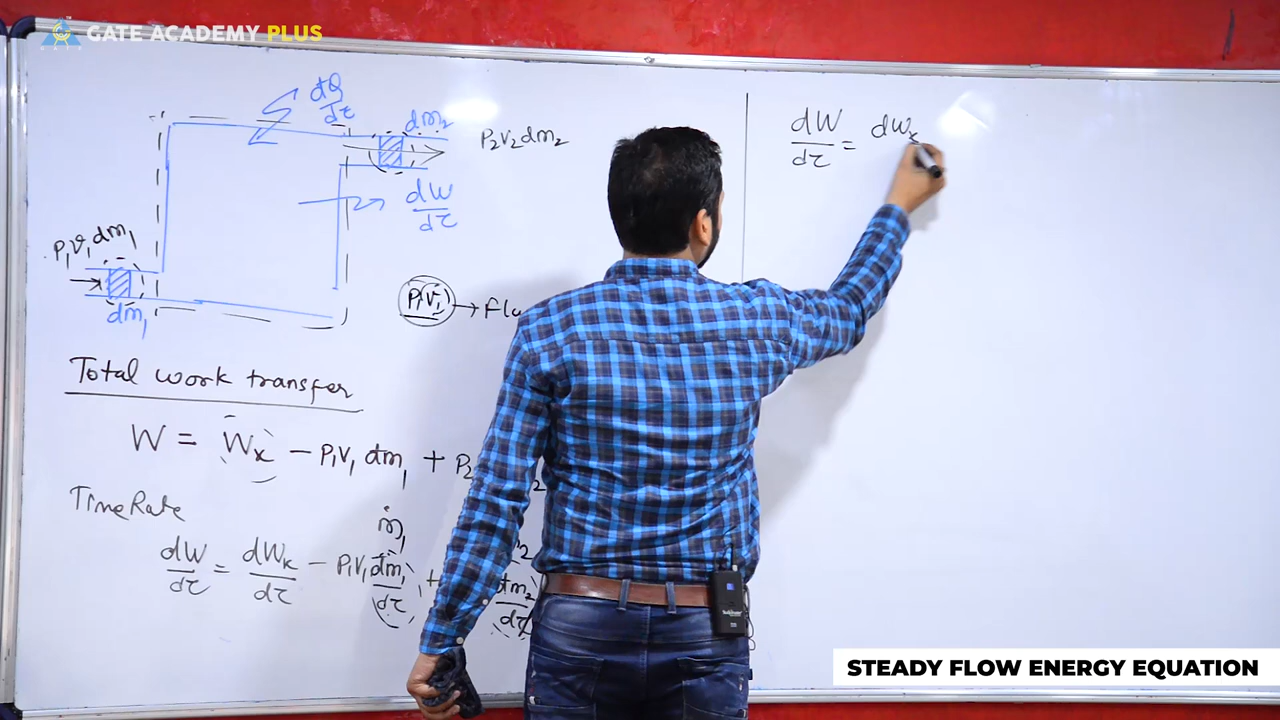 GATE ACADEMY PLUS
dQ/dτ
dm₂
P₂V₂dm₂
dW/dτ
P₁V₁dm₁
dm₁
P₁V₁ →
Total work transfer
W = Wx − P₁V₁ dm₁ + P₂
Time Rate
ṁ₁
dW/dτ = dWx/dτ − P₁V₁ dm₁/dτ + dm₂/dτ
dW/dτ = dWx
STEADY FLOW ENERGY EQUATION